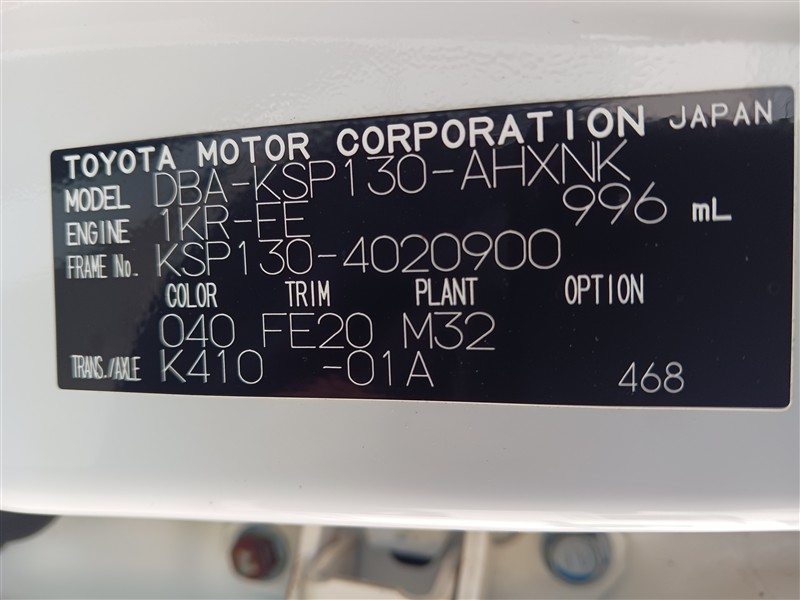 TOYOTA MOTOR CORPORATION JAPAN
MODEL DBA-KSP130-AHXNK
ENGINE 1KR-FE 996 mL
FRAME No. KSP130-4020900
COLOR TRIM PLANT OPTION
040 FE20 M32
TRANS./AXLE K410 -01A 468